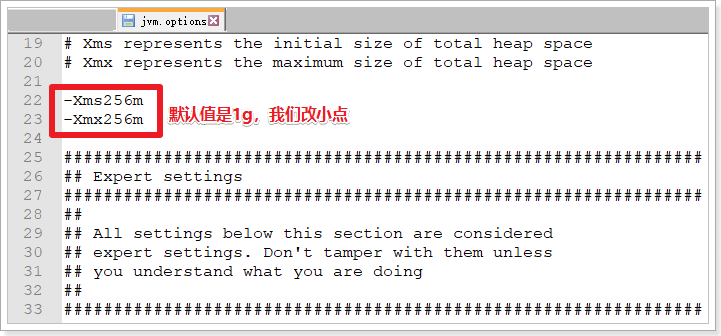 jvm.options
19 # Xms represents the initial size of total heap space
20 # Xmx represents the maximum size of total heap space
21
22 -Xms256m
23 -Xmx256m
默认值是1g，我们改小点
24
25 ################################################################
26 ## Expert settings
27 ################################################################
28 ##
29 ## All settings below this section are considered
30 ## expert settings. Don't tamper with them unless
31 ## you understand what you are doing
32 ##
33 ################################################################